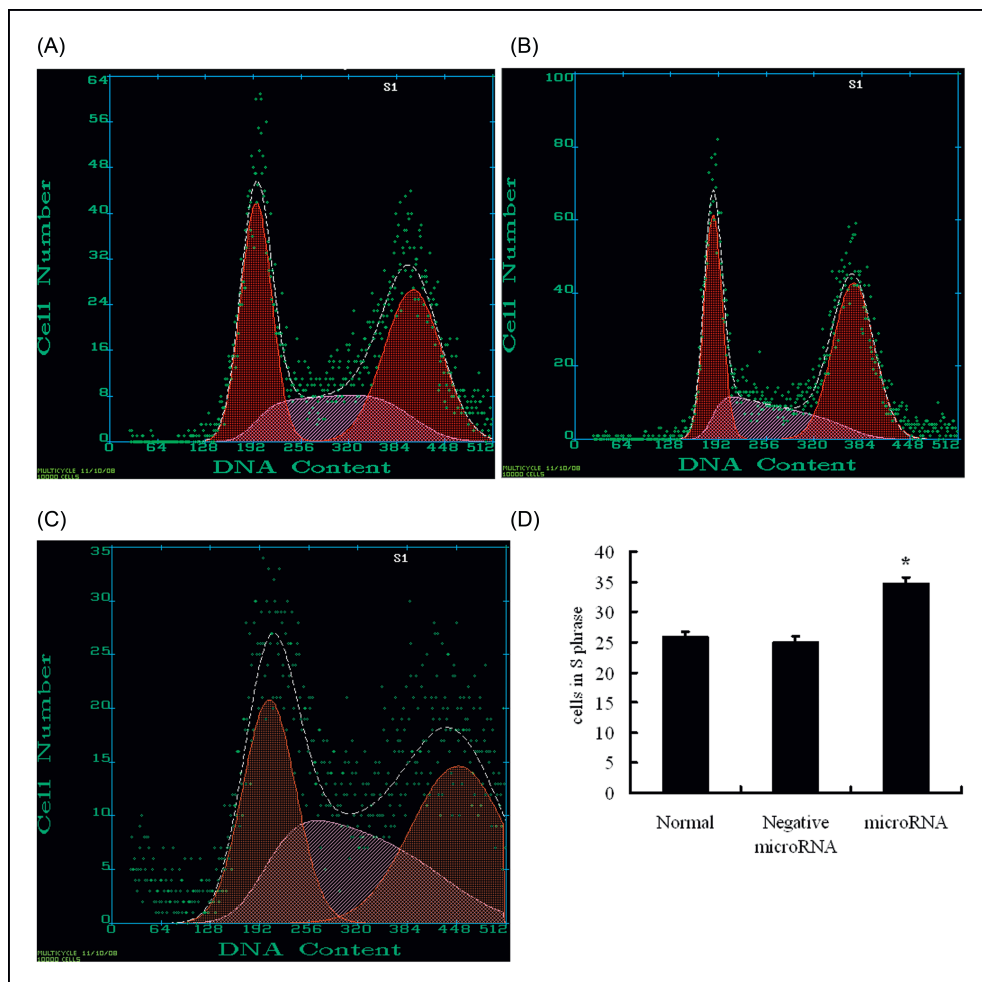 (A)
S1
Cell Number
64
56
48
40
32
24
16
8
0
0 64 128 192 256 320 384 448 512
DNA Content
MULTICYCLE 11/10/08
10000 CELLS
(B)
S1
Cell Number
100
80
60
40
20
0
0 64 128 192 256 320 384 448 512
DNA Content
MULTICYCLE 11/10/08
10000 CELLS
(C)
S1
Cell Number
35
30
25
20
15
10
5
0
0 64 128 192 256 320 384 448 512
DNA Content
MULTICYCLE 11/10/08
10000 CELLS
(D)
cells in S phrase
40
35
30
25
20
15
10
5
0
*
Normal Negative microRNA microRNA